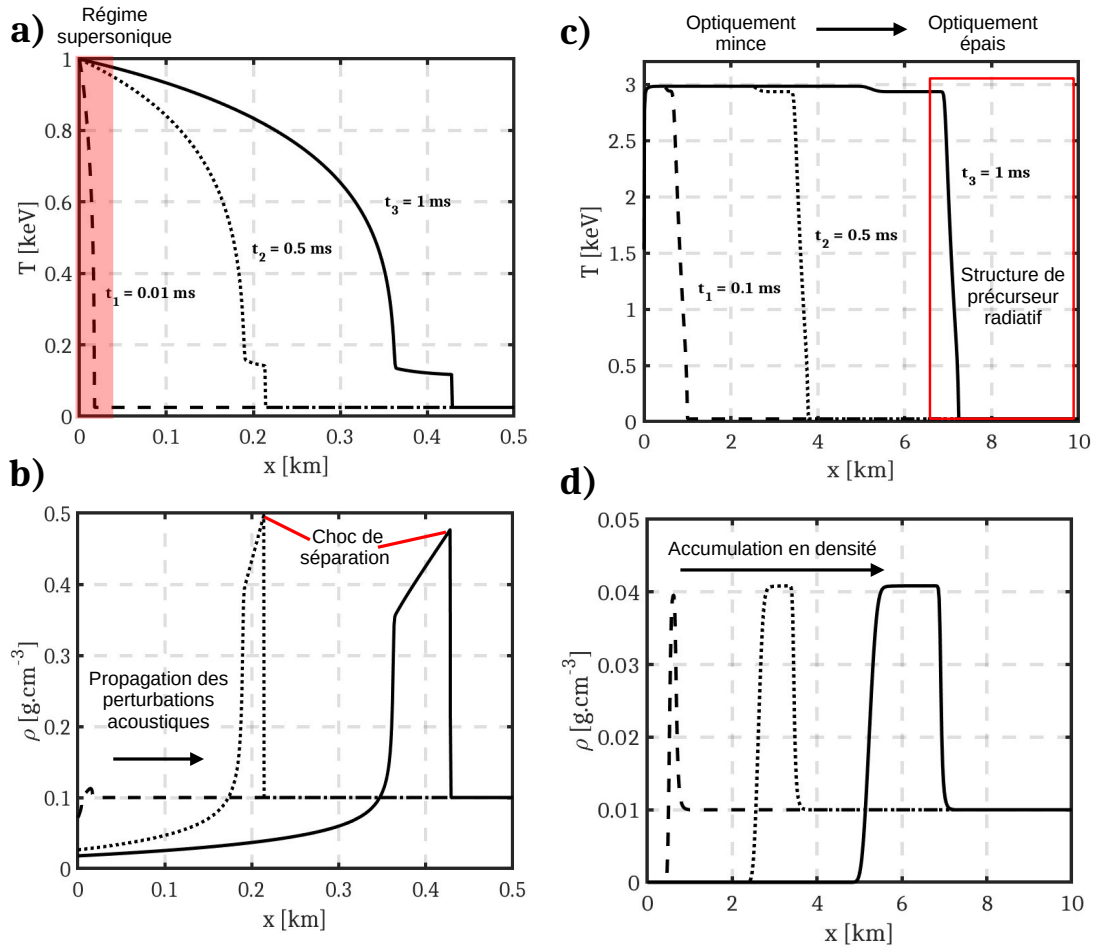 a)
Régime
supersonique
1
0.8
0.6
0.4
0.2
0
T [keV]
t1 = 0.01 ms
t2 = 0.5 ms
t3 = 1 ms
0 0.1 0.2 0.3 0.4 0.5
x [km]
c)
Optiquement
mince
Optiquement
épais
3
2.5
2
1.5
1
0.5
0
T [keV]
t1 = 0.1 ms
t2 = 0.5 ms
t3 = 1 ms
Structure de
précurseur
radiatif
0 2 4 6 8 10
x [km]
b)
0.5
0.4
0.3
0.2
0.1
0
ρ [g.cm-3]
Choc de
séparation
Propagation des
perturbations
acoustiques
0 0.1 0.2 0.3 0.4 0.5
x [km]
d)
0.05
0.04
0.03
0.02
0.01
0
ρ [g.cm-3]
Accumulation en densité
0 2 4 6 8 10
x [km]